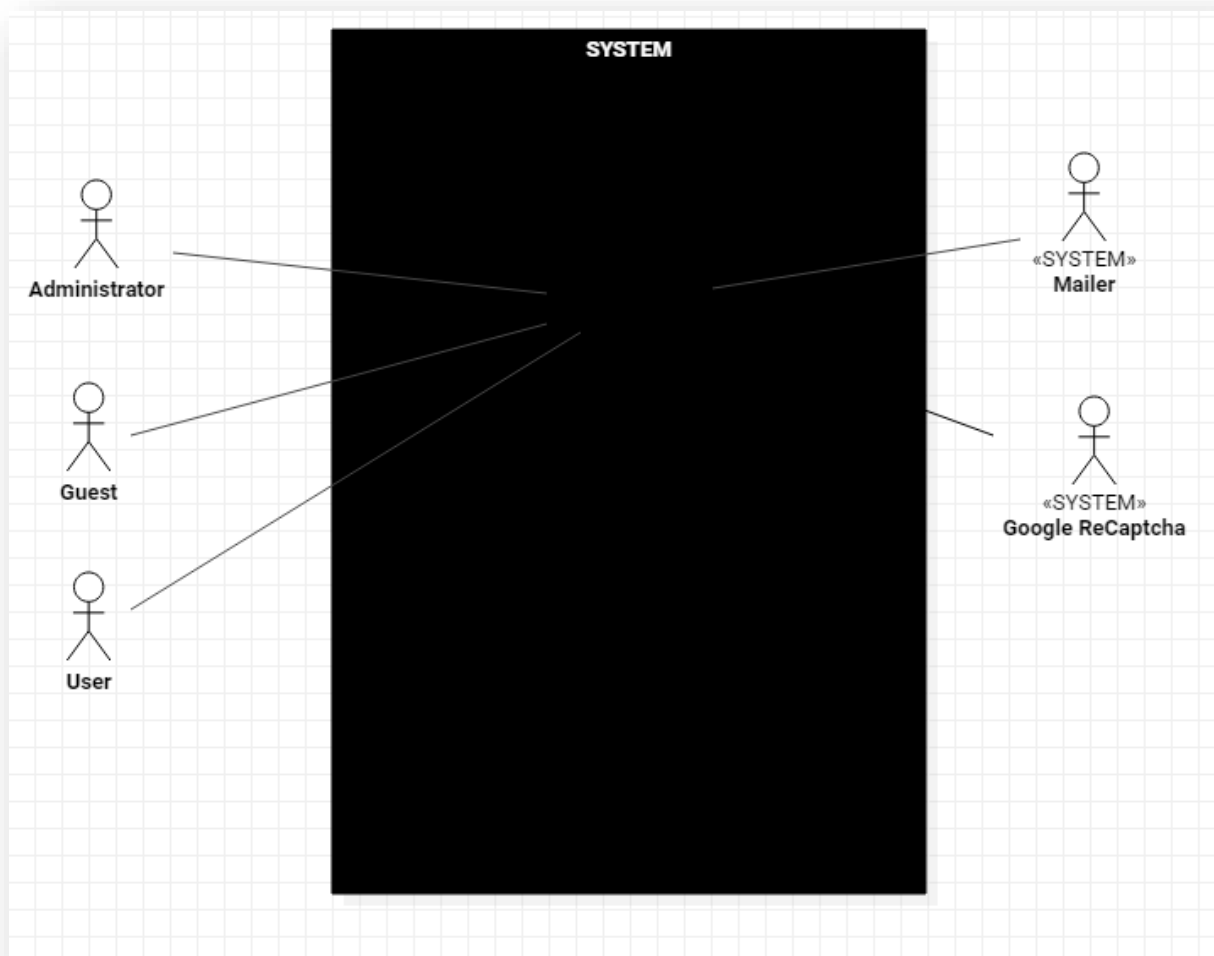 SYSTEM
Administrator
Guest
User
«SYSTEM»
Mailer
«SYSTEM»
Google ReCaptcha